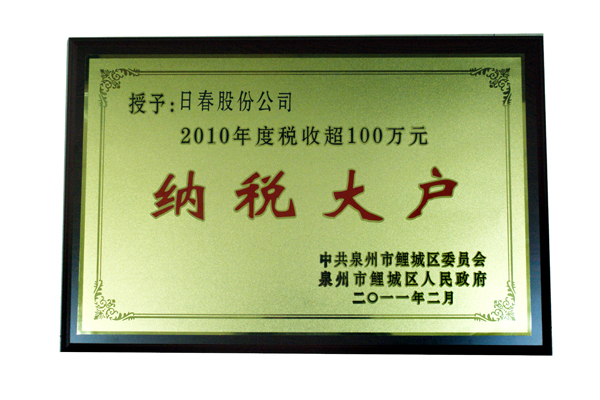 授予:日春股份公司
2010年度税收超100万元
纳税大户
中共泉州市鲤城区委员会
泉州市鲤城区人民政府
二〇一一年二月